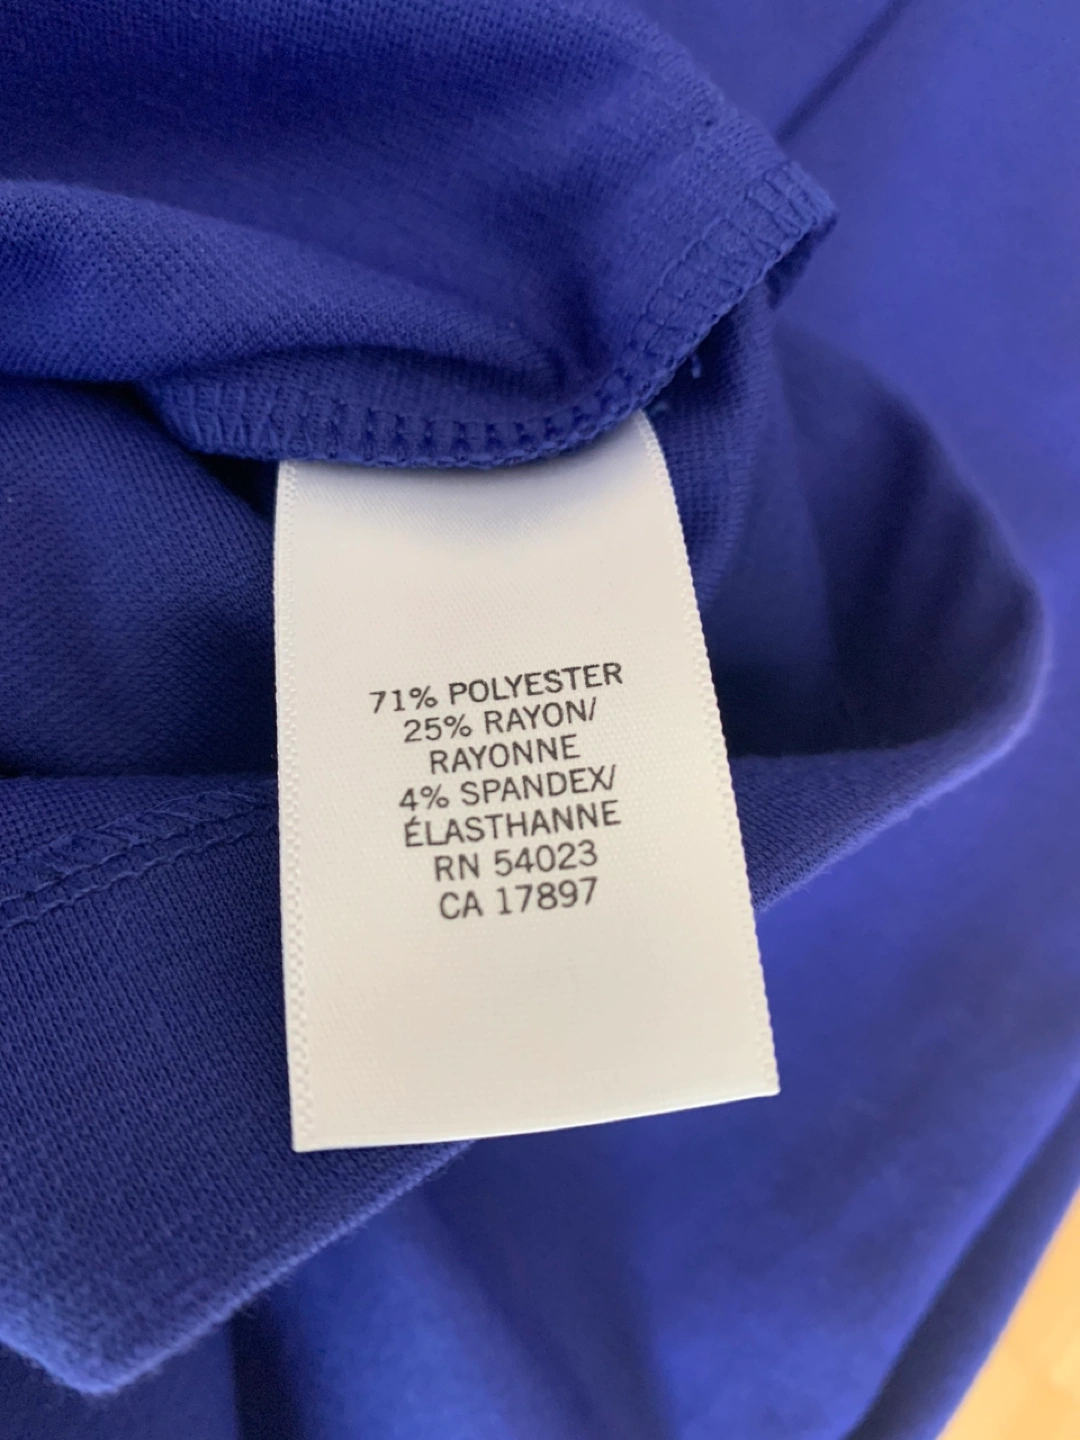 71% POLYESTER
25% RAYON/
RAYONNE
4% SPANDEX/
ÉLASTHANNE
RN 54023
CA 17897